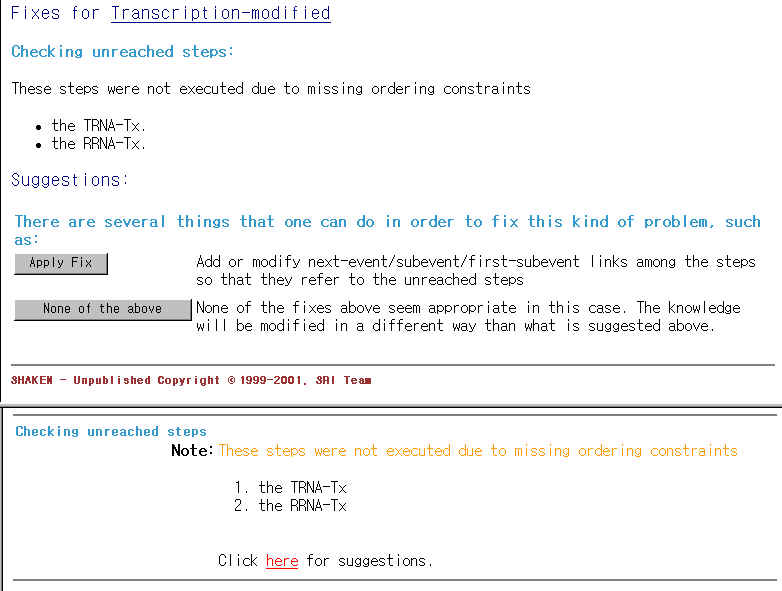 Fixes for Transcription-modified
Checking unreached steps:
These steps were not executed due to missing ordering constraints
• the TRNA-Tx.
• the RRNA-Tx.
Suggestions:
There are several things that one can do in order to fix this kind of problem, such
as:
Apply Fix
Add or modify next-event/subevent/first-subevent links among the steps
so that they refer to the unreached steps
None of the above
None of the fixes above seem appropriate in this case. The knowledge
will be modified in a different way than what is suggested above.
SHAKEN - Unpublished Copyright © 1999-2001, SRI Team
Checking unreached steps
Note: These steps were not executed due to missing ordering constraints
1. the TRNA-Tx
2. the RRNA-Tx
Click here for suggestions.